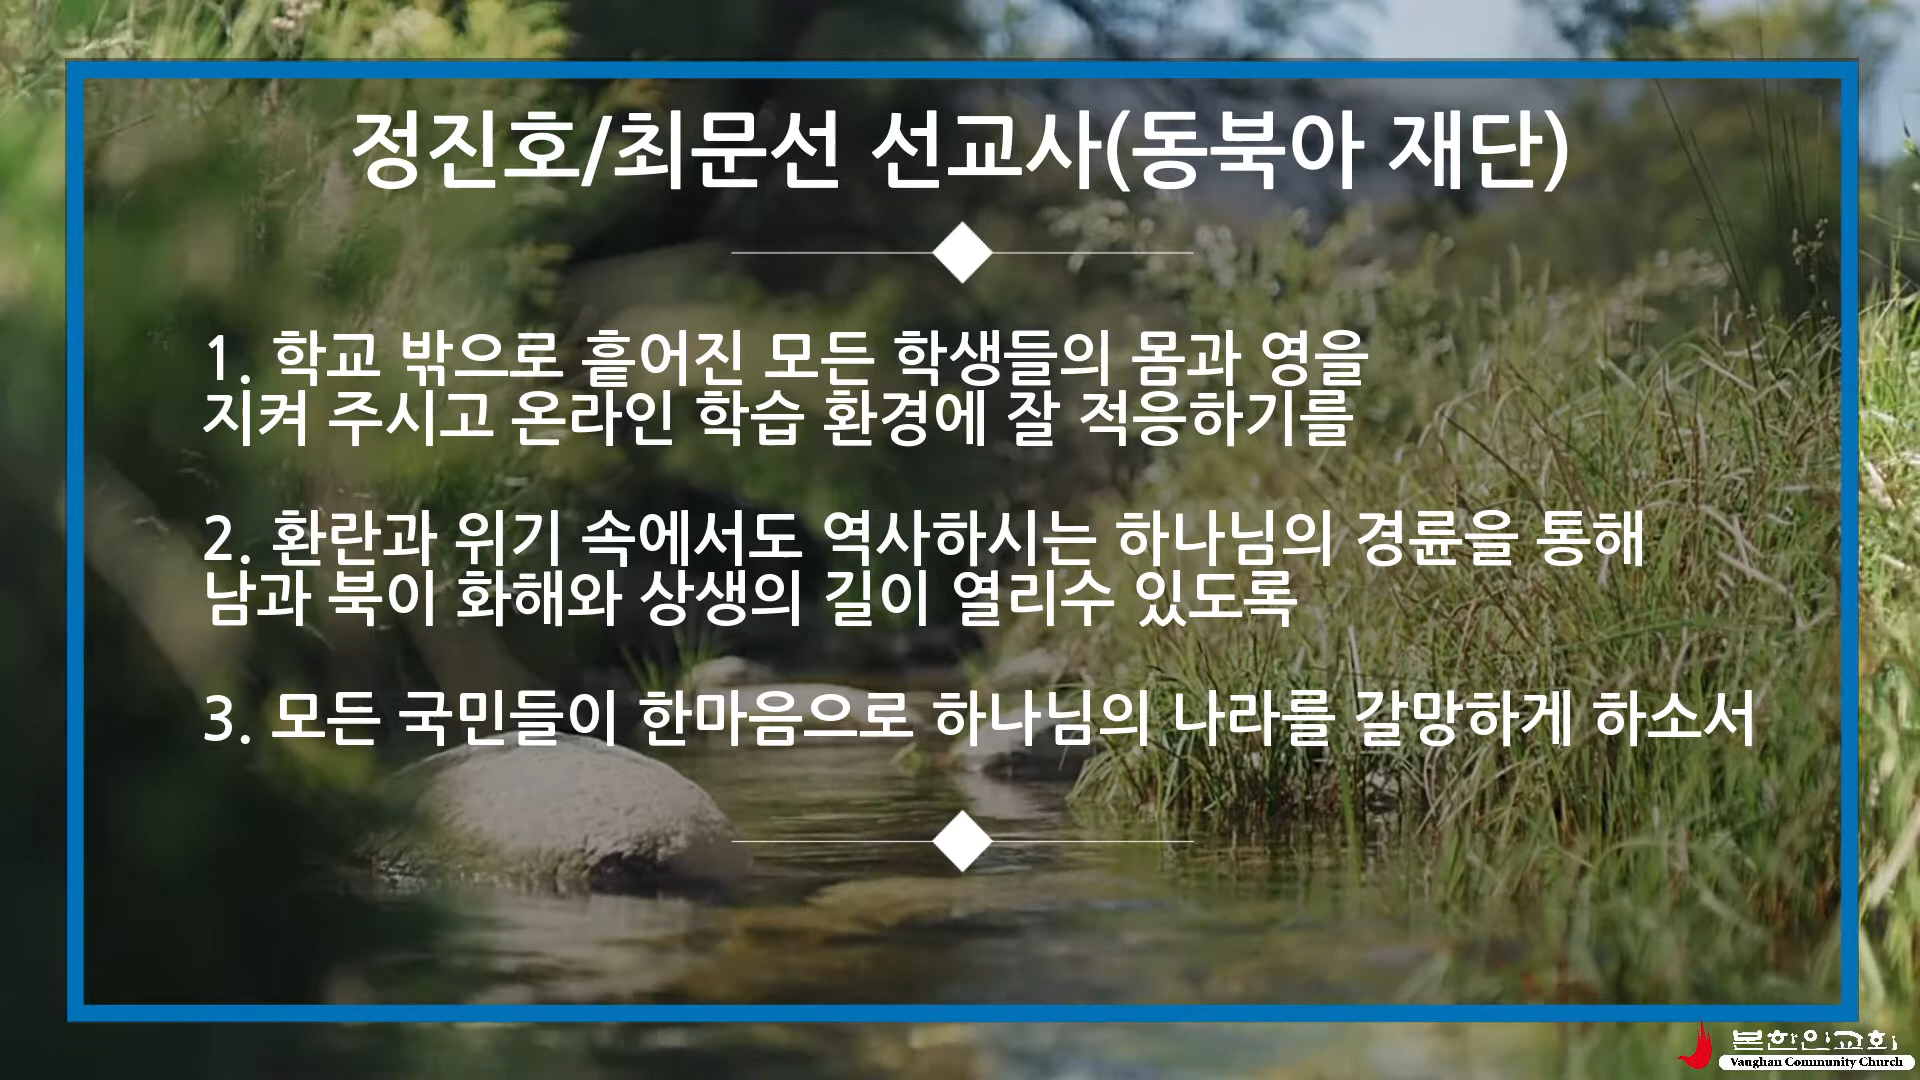 정진호/최문선 선교사(동북아 재단)
1. 학교 밖으로 흩어진 모든 학생들의 몸과 영을
지켜 주시고 온라인 학습 환경에 잘 적응하기를
2. 환란과 위기 속에서도 역사하시는 하나님의 경륜을 통해
남과 북이 화해와 상생의 길이 열리수 있도록
3. 모든 국민들이 한마음으로 하나님의 나라를 갈망하게 하소서
본한인교회
Vaughan Community Church